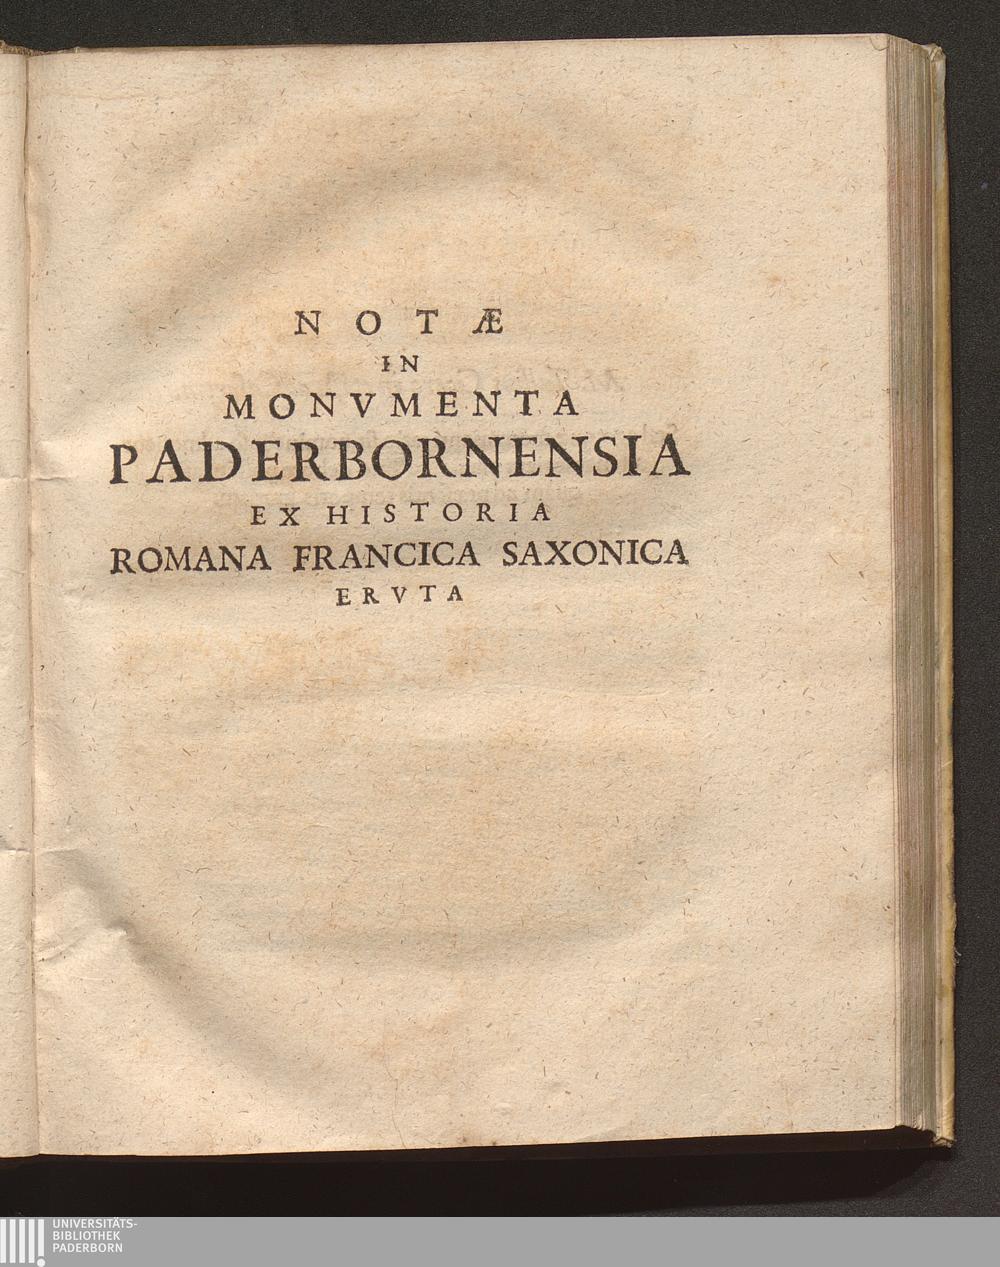 NOTÆ
IN
MONVMENTA
PADERBORNENSIA
EX HISTORIA
ROMANA FRANCICA SAXONICA
ERVTA
UNIVERSITÄTS-
BIBLIOTHEK
PADERBORN